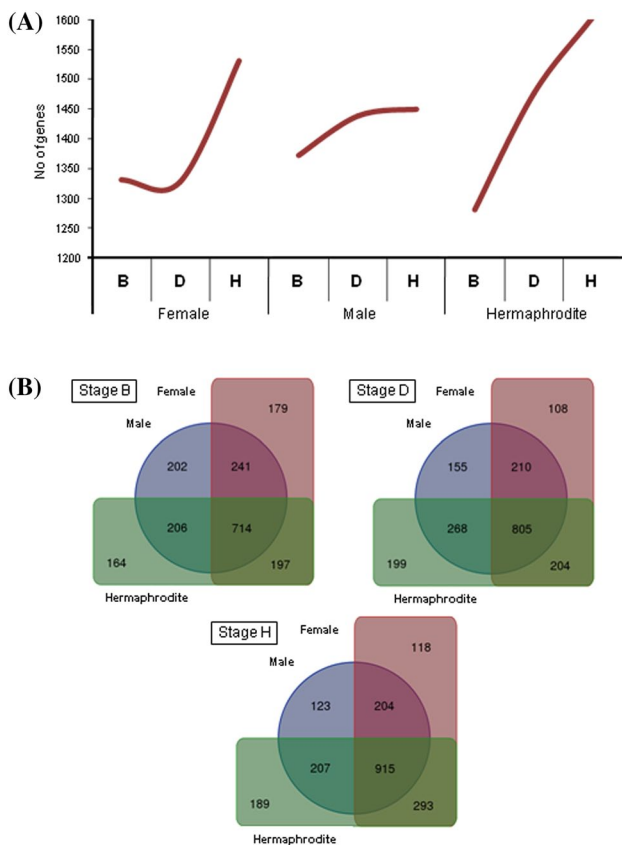 (A)
No of genes
1600
1550
1500
1450
1400
1350
1300
1250
1200
B D H B D H B D H
Female Male Hermaphrodite
(B)
Stage B
Female
Male
179
202 241
206 714
164 197
Hermaphrodite
Stage D
Female
Male
108
155 210
268 805
199 204
Hermaphrodite
Stage H
Female
Male
118
123 204
207 915
189 293
Hermaphrodite